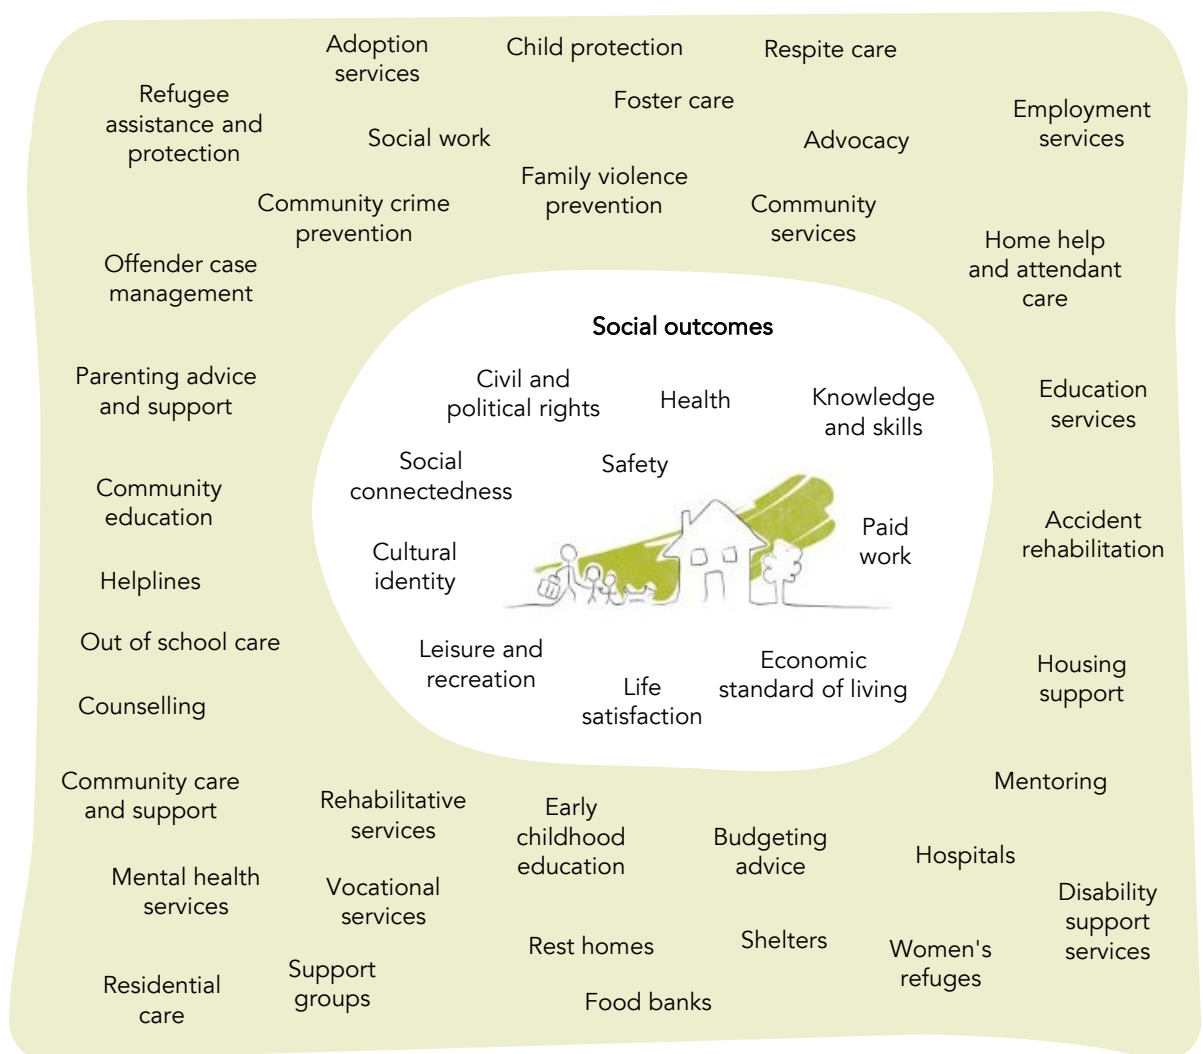 Adoption
services
Child protection
Respite care
Refugee
assistance and
protection
Foster care
Employment
services
Social work
Advocacy
Family violence
prevention
Community crime
prevention
Community
services
Home help
and attendant
care
Offender case
management
Social outcomes
Parenting advice
and support
Civil and
political rights
Health
Knowledge
and skills
Education
services
Social
connectedness
Safety
Community
education
Accident
rehabilitation
Paid
work
Cultural
identity
Helplines
Out of school care
Leisure and
recreation
Life
satisfaction
Economic
standard of living
Housing
support
Counselling
Community care
and support
Mentoring
Rehabilitative
services
Early
childhood
education
Budgeting
advice
Hospitals
Mental health
services
Vocational
services
Disability
support
services
Rest homes
Shelters
Women's
refuges
Residential
care
Support
groups
Food banks